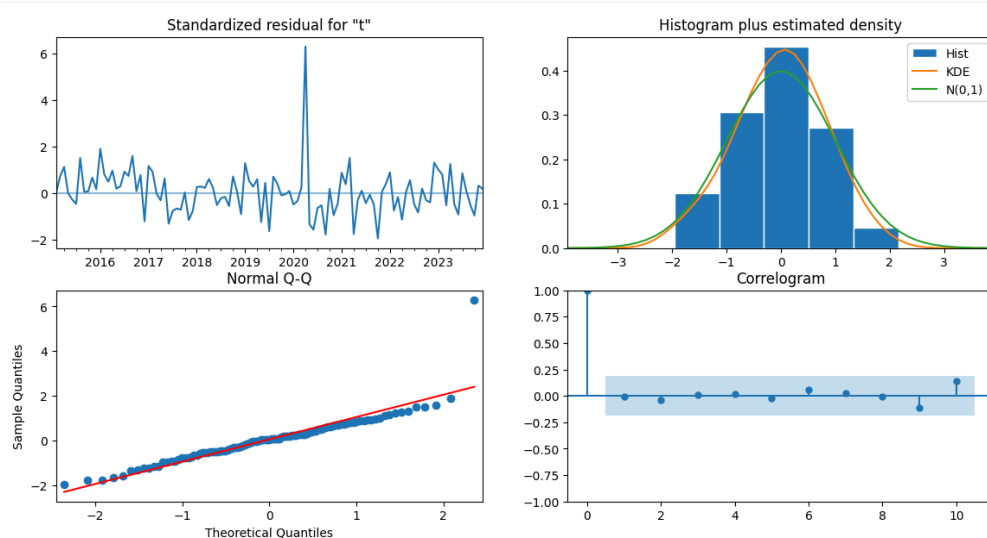 Standardized residual for "t"
6
4
2
0
−2
2016 2017 2018 2019 2020 2021 2022 2023
Histogram plus estimated density
Hist
KDE
N(0,1)
0.4
0.3
0.2
0.1
0.0
−3 −2 −1 0 1 2 3
Normal Q-Q
Sample Quantiles
6
4
2
0
−2
−2 −1 0 1 2
Theoretical Quantiles
Correlogram
1.00
0.75
0.50
0.25
0.00
−0.25
−0.50
−0.75
−1.00
0 2 4 6 8 10